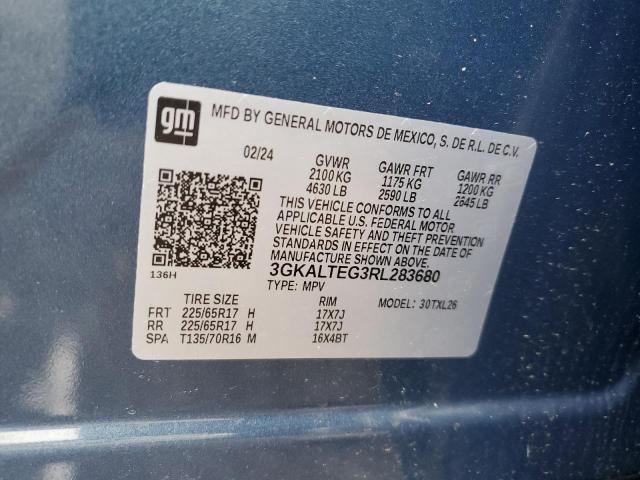 gm
MFD BY GENERAL MOTORS DE MEXICO, S. DE R.L. DE C.V.
02/24 GVWR GAWR FRT GAWR RR
2100 KG 1175 KG 1200 KG
4630 LB 2590 LB 2645 LB
THIS VEHICLE CONFORMS TO ALL
APPLICABLE U.S. FEDERAL MOTOR
VEHICLE SAFETY AND THEFT PREVENTION
STANDARDS IN EFFECT ON THE DATE OF
MANUFACTURE SHOWN ABOVE.
136H 3GKALTEG3RL283680
TYPE: MPV
TIRE SIZE RIM MODEL: 30TXL26
FRT 225/65R17 H 17X7J
RR 225/65R17 H 17X7J
SPA T135/70R16 M 16X4BT